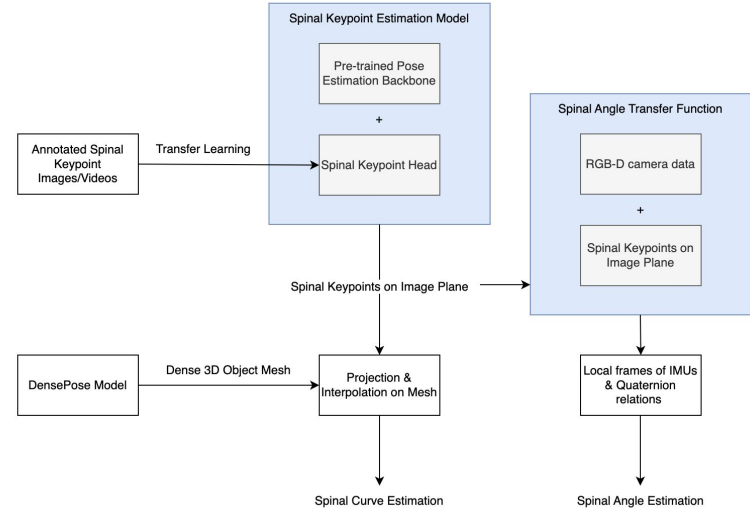 Spinal Keypoint Estimation Model
Pre-trained Pose
Estimation Backbone
+
Spinal Keypoint Head
Annotated Spinal
Keypoint
Images/Videos
Transfer Learning
Spinal Angle Transfer Function
RGB-D camera data
+
Spinal Keypoints on
Image Plane
Spinal Keypoints on Image Plane
DensePose Model
Dense 3D Object Mesh
Projection &
Interpolation on Mesh
Local frames of IMUs
& Quaternion
relations
Spinal Curve Estimation
Spinal Angle Estimation